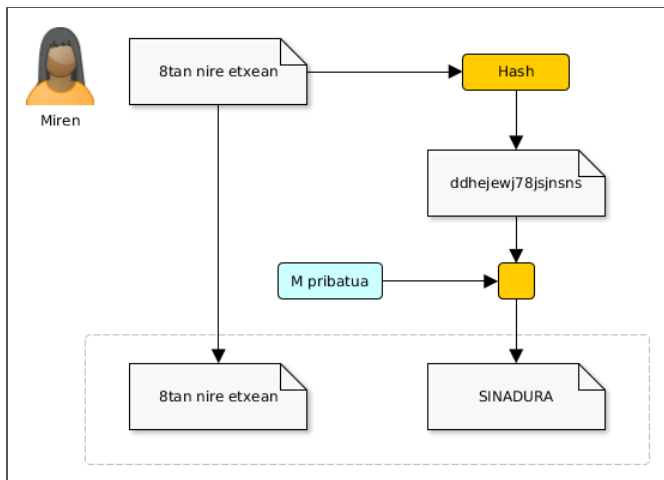 8tan nire etxean
Hash
Miren
ddhejewj78jsjnsns
M pribatua
8tan nire etxean
SINADURA